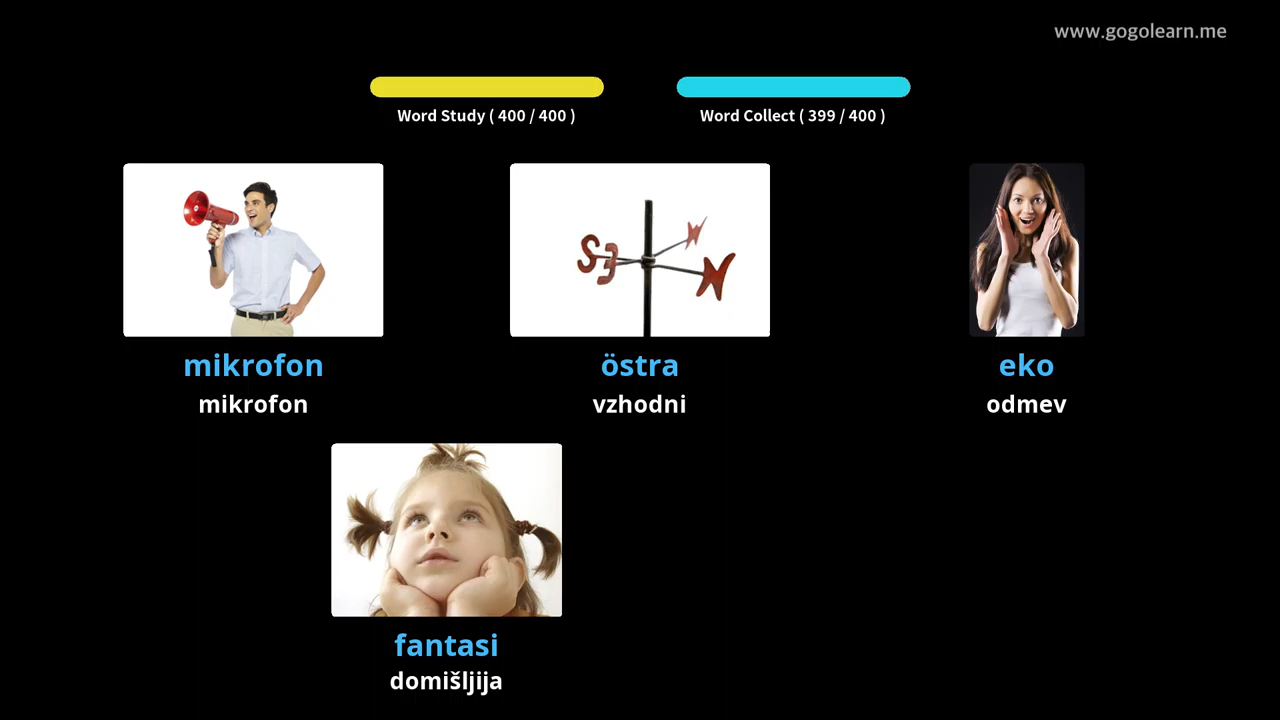 www.gogolearn.me
Word Study ( 400 / 400 )
Word Collect ( 399 / 400 )
S E W N
mikrofon
mikrofon
östra
vzhodni
eko
odmev
fantasi
domišljija